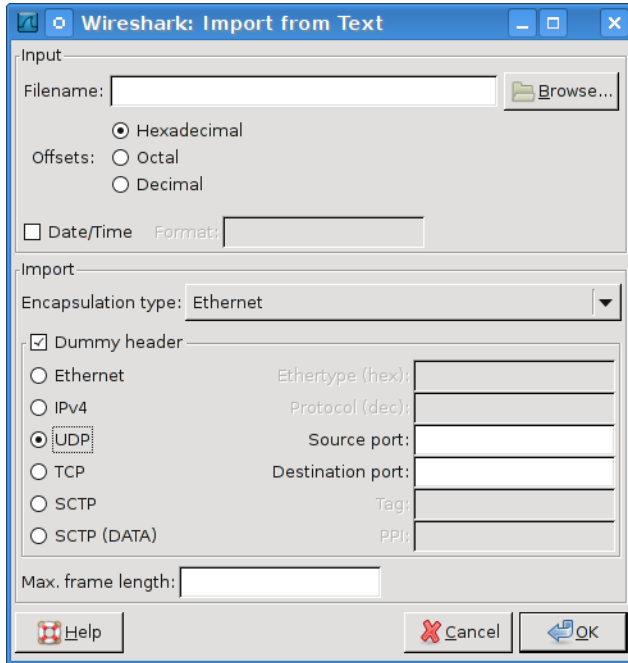 Wireshark: Import from Text
Input
Filename: Browse...
Hexadecimal
Offsets: Octal
Decimal
Date/Time Format:
Import
Encapsulation type: Ethernet
Dummy header
Ethernet Ethertype (hex):
IPv4 Protocol (dec):
UDP Source port:
TCP Destination port:
SCTP Tag:
SCTP (DATA) PPI:
Max. frame length:
Help Cancel OK